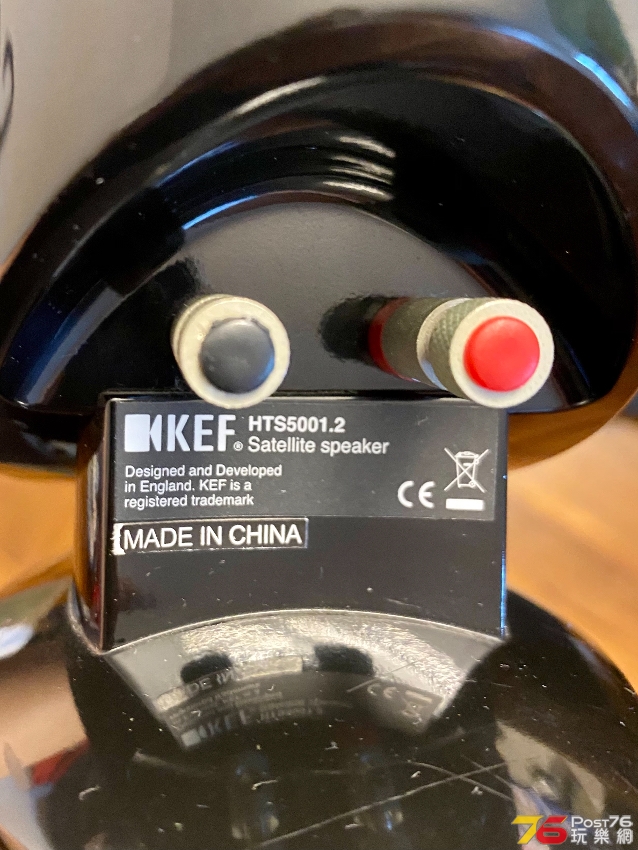 KEF® HTS5001.2
Satellite speaker
Designed and Developed
in England. KEF is a
registered trademark
CE
MADE IN CHINA
76 POST76
玩樂網